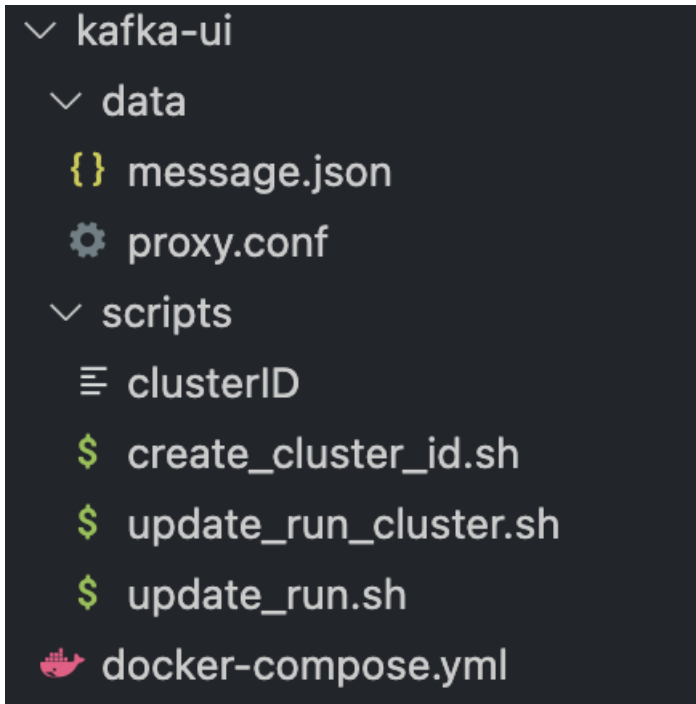 kafka-ui
data
{} message.json
proxy.conf
scripts
clusterID
$ create_cluster_id.sh
$ update_run_cluster.sh
$ update_run.sh
docker-compose.yml